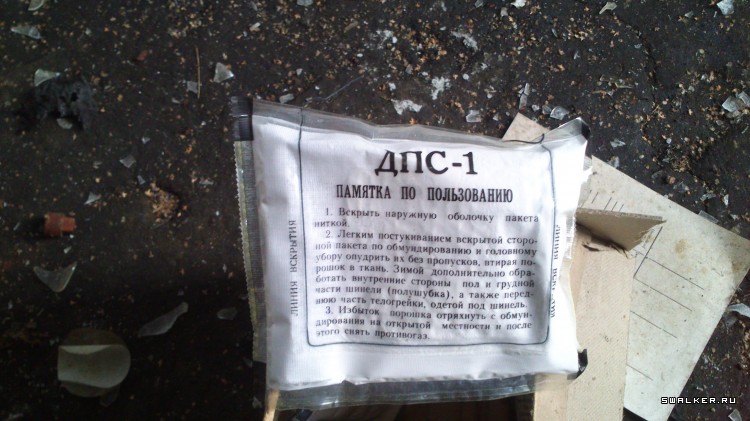 ДПС-1
ПАМЯТКА ПО ПОЛЬЗОВАНИЮ
1. Вскрыть наружную оболочку пакета
ниткой.
2. Легким постукиванием вскрытой сторо-
ной пакета по обмундированию и головному
убору опудрить их без пропусков, втирая по-
рошок в ткань. Зимой дополнительно обра-
ботать внутренние стороны пол и грудной
части шинели (полушубка), а также перед-
нюю часть телогрейки, одетой под шинель.
3. Избыток порошка отряхнуть с обмун-
дирования на открытой местности и после
этого снять противогаз.
ЛИНИЯ ВСКРЫТИЯ
SWALKER.RU